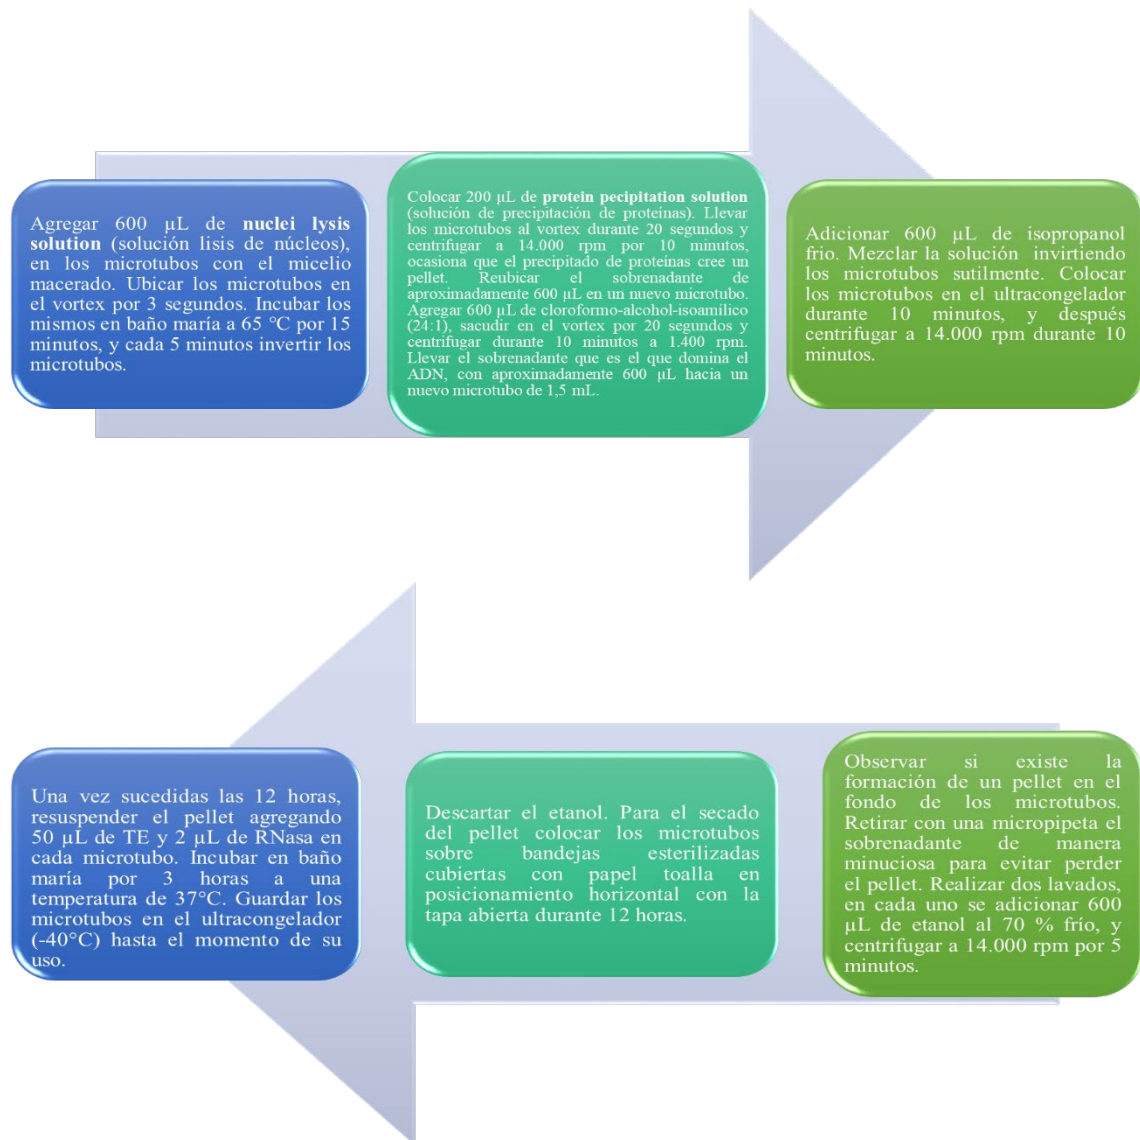 Agregar 600 µL de nuclei lysis
solution (solución lisis de núcleos),
en los microtubos con el micelio
macerado. Ubicar los microtubos en
el vortex por 3 segundos. Incubar los
mismos en baño maría a 65 °C por 15
minutos, y cada 5 minutos invertir los
microtubos.
Colocar 200 µL de protein pecipitation solution
(solución de precipitación de proteínas). Llevar
los microtubos al vortex durante 20 segundos y
centrifugar a 14.000 rpm por 10 minutos,
ocasiona que el precipitado de proteínas cree un
pellet. Reubicar el sobrenadante de
aproximadamente 600 µL en un nuevo microtubo.
Agregar 600 µL de cloroformo-alcohol-isoamílico
(24:1), sacudir en el vortex por 20 segundos y
centrifugar durante 10 minutos a 1.400 rpm.
Llevar el sobrenadante que es el que domina el
ADN, con aproximadamente 600 µL hacia un
nuevo microtubo de 1,5 mL.
Adicionar 600 µL de isopropanol
frio. Mezclar la solución invirtiendo
los microtubos sutilmente. Colocar
los microtubos en el ultracongelador
durante 10 minutos, y después
centrifugar a 14.000 rpm durante 10
minutos.
Una vez sucedidas las 12 horas,
resuspender el pellet agregando
50 µL de TE y 2 µL de RNasa en
cada microtubo. Incubar en baño
maría por 3 horas a una
temperatura de 37°C. Guardar los
microtubos en el ultracongelador
(-40°C) hasta el momento de su
uso.
Descartar el etanol. Para el secado
del pellet colocar los microtubos
sobre bandejas esterilizadas
cubiertas con papel toalla en
posicionamiento horizontal con la
tapa abierta durante 12 horas.
Observar si existe la
formación de un pellet en el
fondo de los microtubos.
Retirar con una micropipeta el
sobrenadante de manera
minuciosa para evitar perder
el pellet. Realizar dos lavados,
en cada uno se adicionar 600
µL de etanol al 70 % frío, y
centrifugar a 14.000 rpm por 5
minutos.